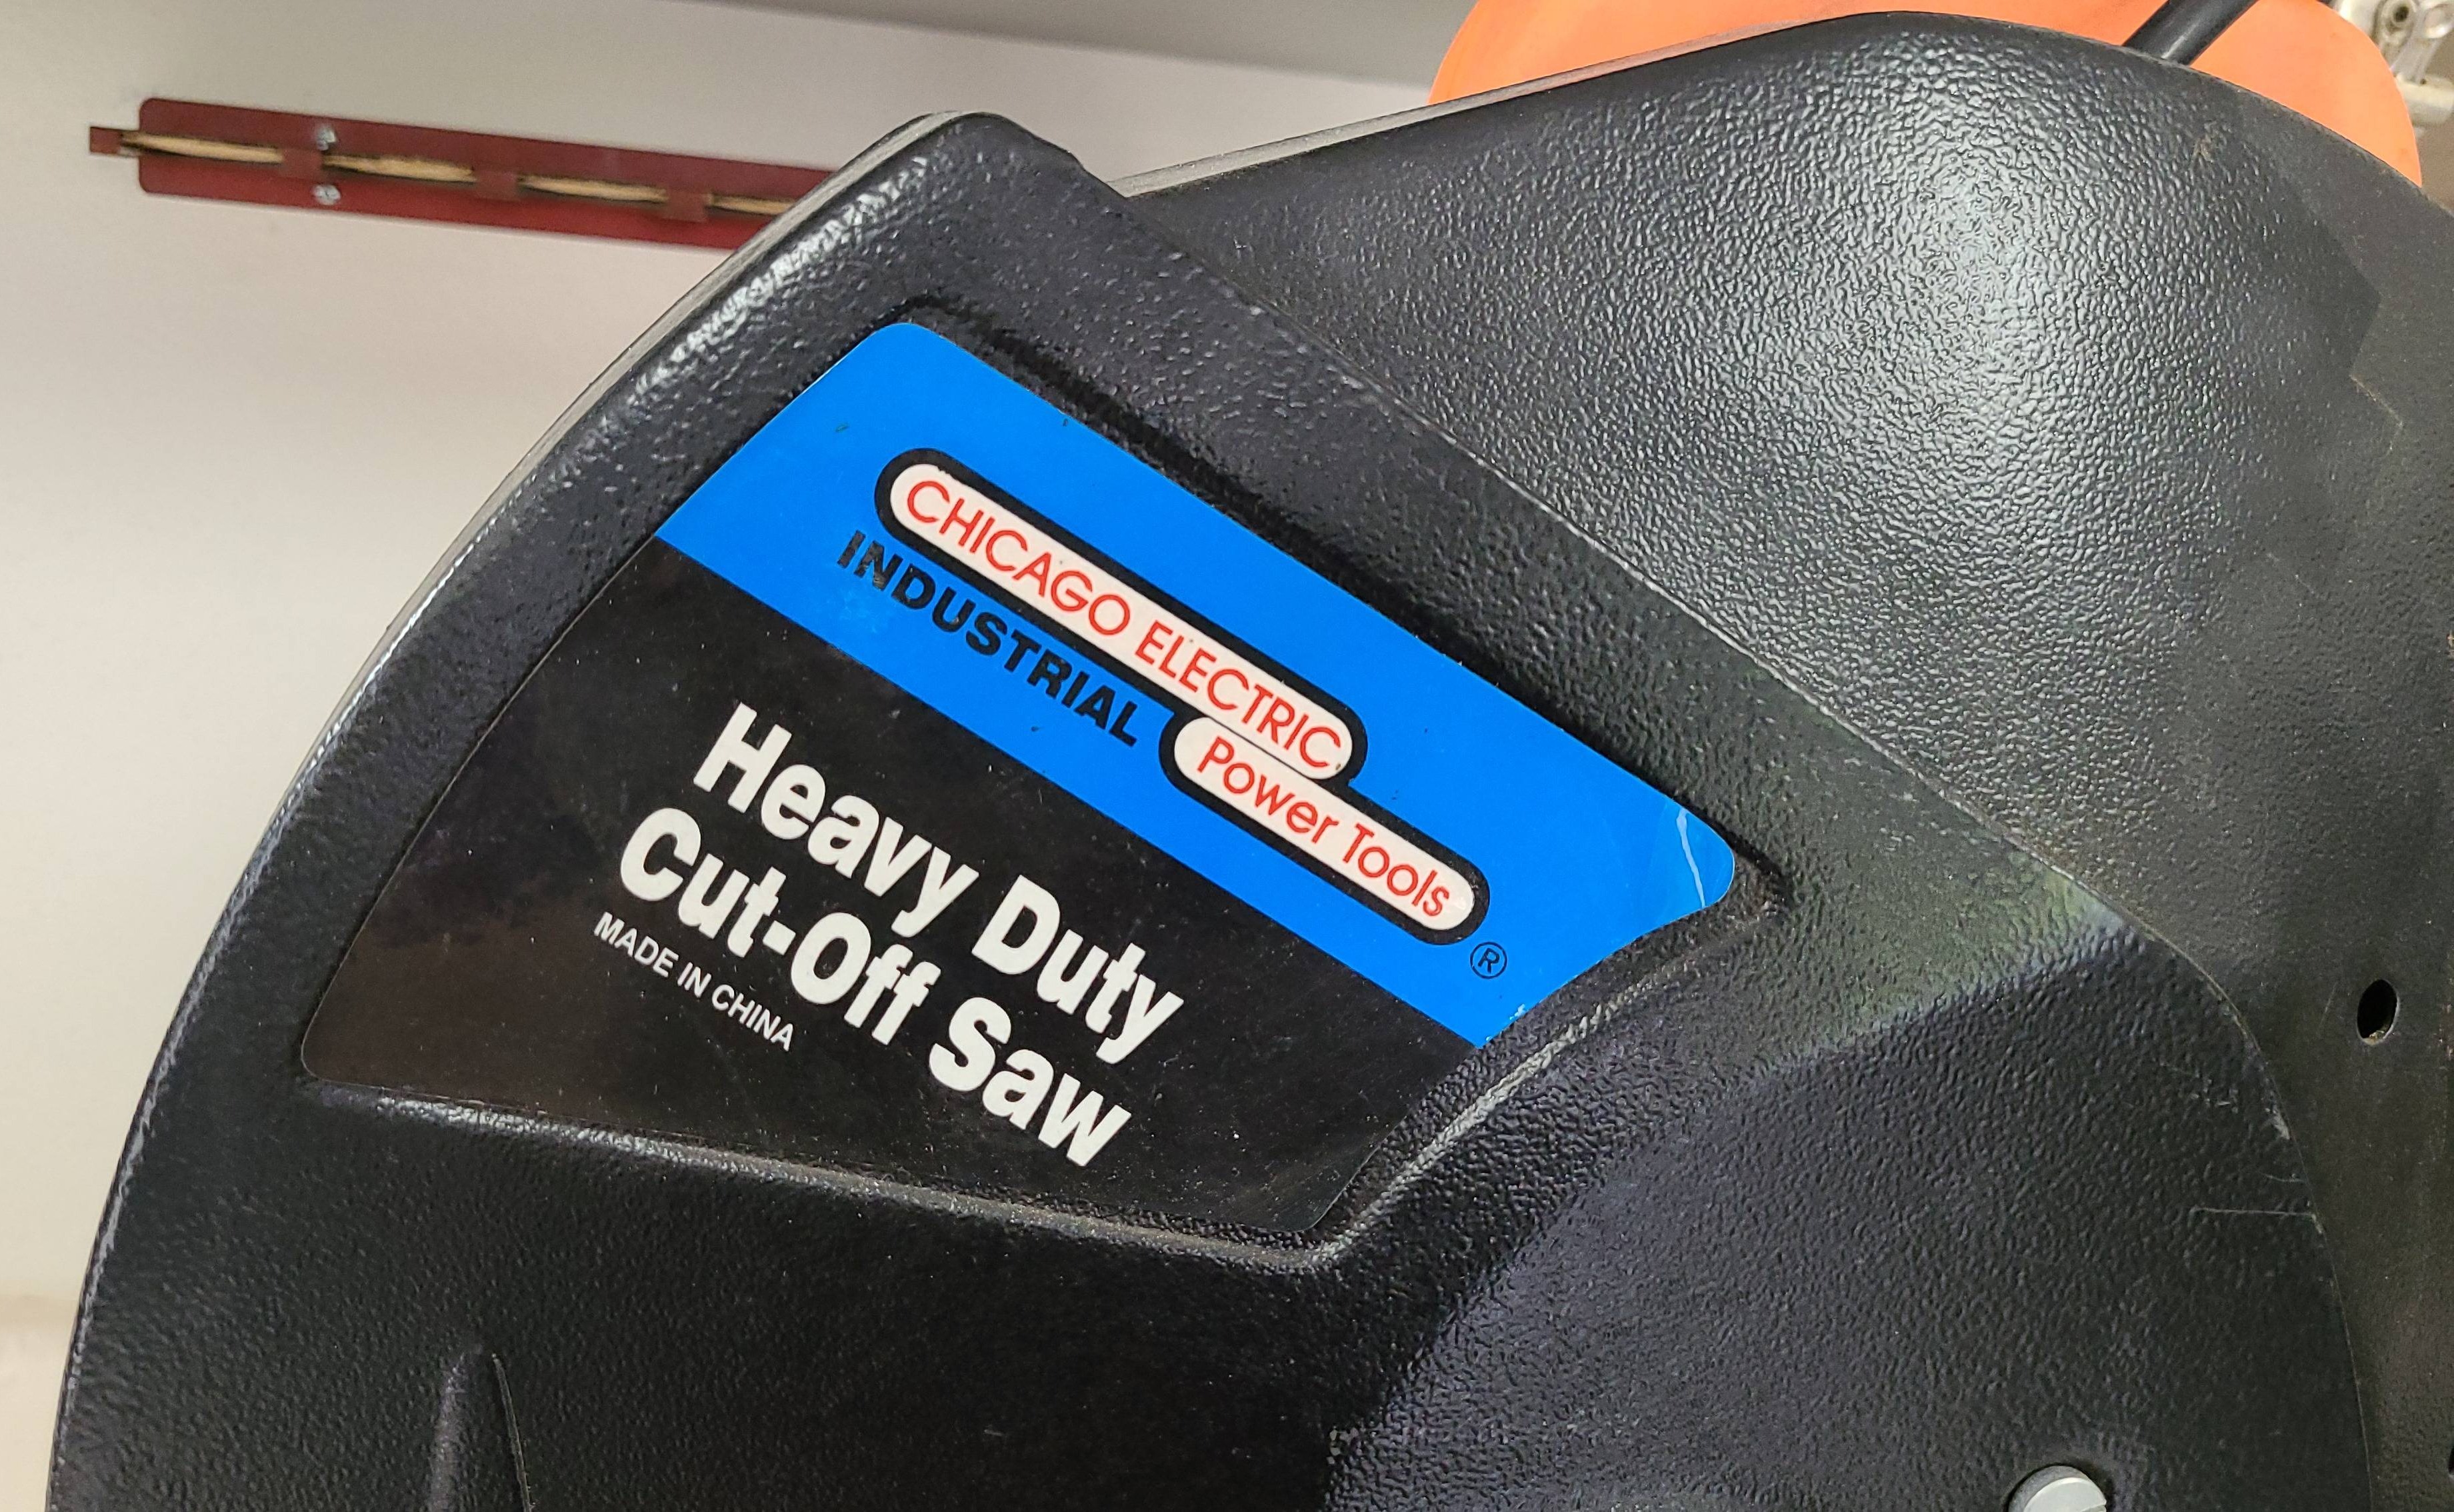 CHICAGO ELECTRIC
INDUSTRIAL
Power Tools
®
Heavy Duty
Cut-Off Saw
MADE IN CHINA